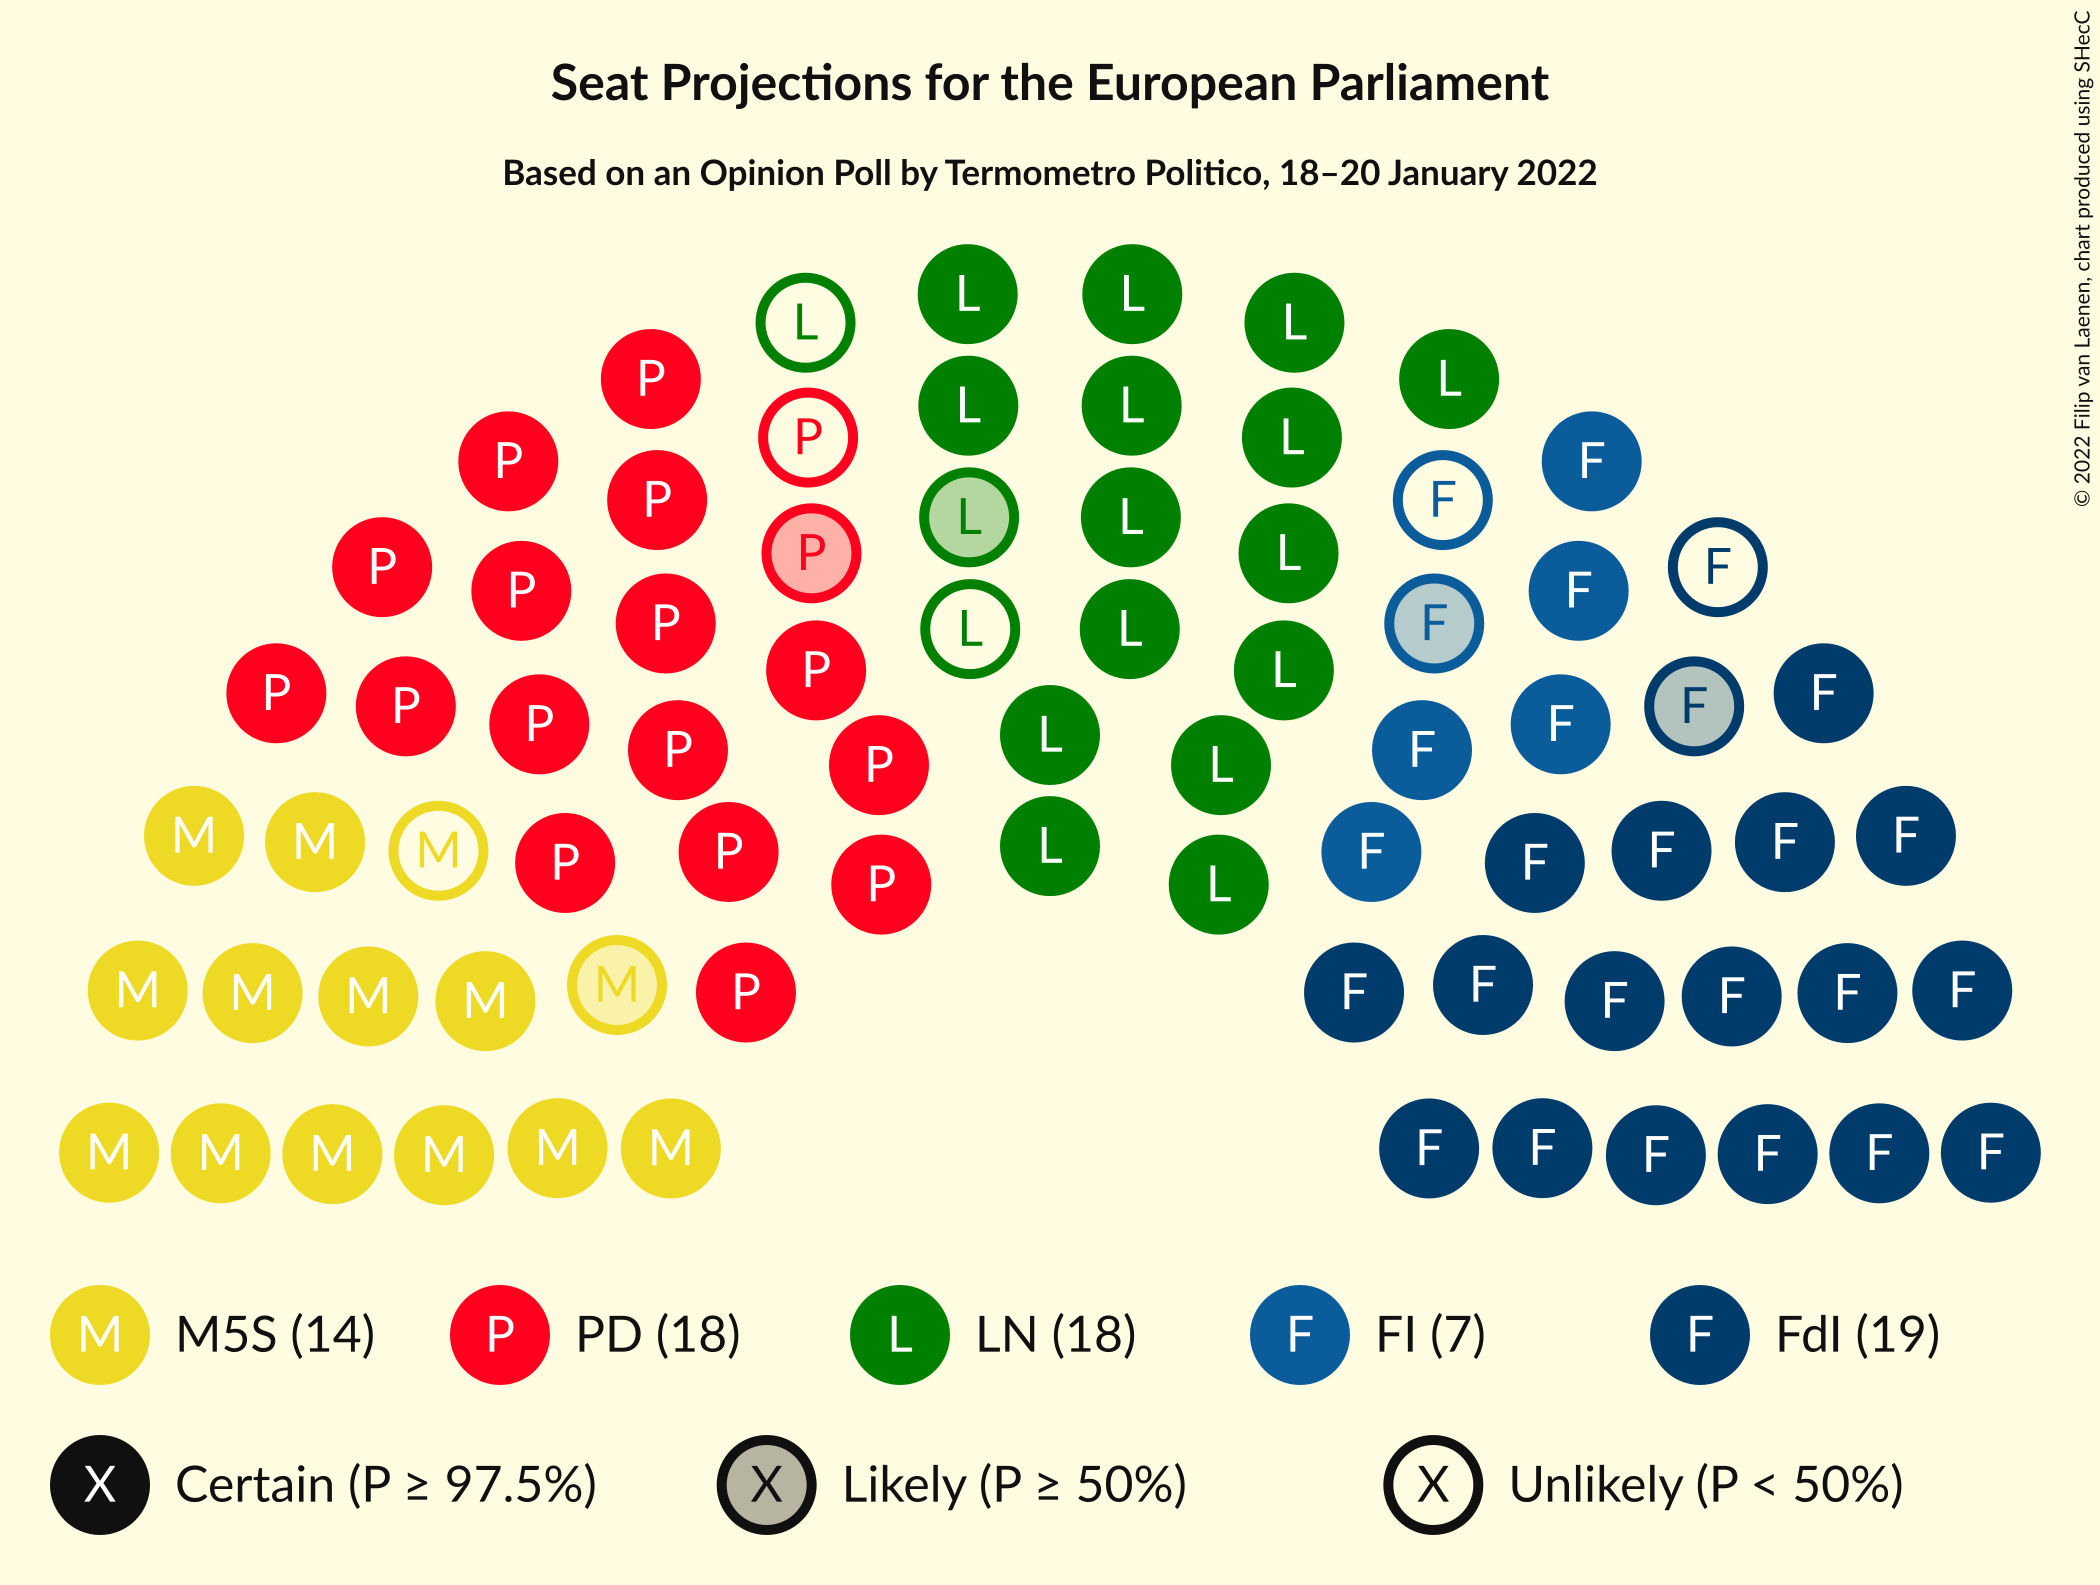 Seat Projections for the European Parliament
Based on an Opinion Poll by Termometro Politico, 18–20 January 2022
© 2022 Filip van Laenen, chart produced using SHecC
L L L L
P L L
P P L L L
P P F F
P P L L L F F
P P L F
P P L L F F
P P P P L L F F F F
P P L L F F
M M M P P P L L F F F F F
M M M M M P F F F F F F
M M M M M M F F F F F F
M M5S (14) P PD (18) L LN (18) F FI (7) F FdI (19)
X Certain (P ≥ 97.5%) X Likely (P ≥ 50%) X Unlikely (P < 50%)